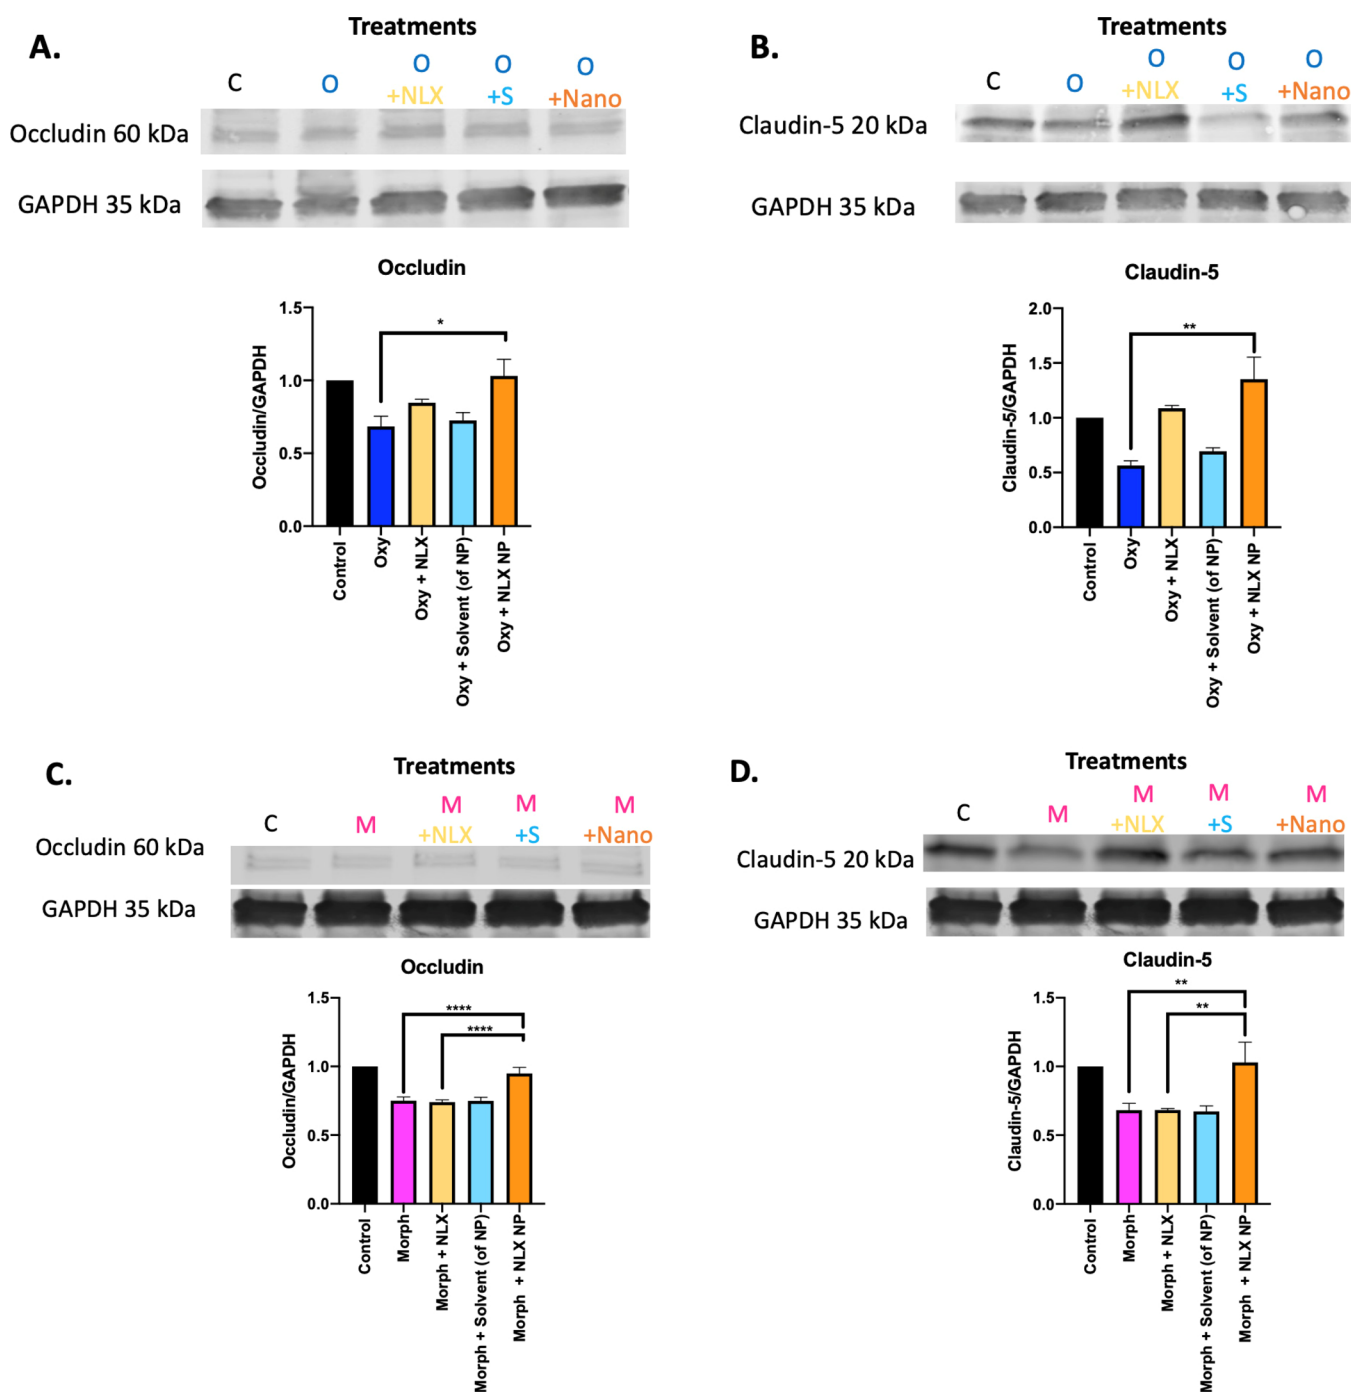 A.
Treatments
C
O
O
+NLX
O
+S
O
+Nano
Occludin 60 kDa
GAPDH 35 kDa
Occludin
Occludin/GAPDH
1.5
1.0
0.5
0.0
*
Control
Oxy
Oxy + NLX
Oxy + Solvent (of NP)
Oxy + NLX NP
B.
Treatments
C
O
O
+NLX
O
+S
O
+Nano
Claudin-5 20 kDa
GAPDH 35 kDa
Claudin-5
Claudin-5/GAPDH
2.0
1.5
1.0
0.5
0.0
**
Control
Oxy
Oxy + NLX
Oxy + Solvent (of NP)
Oxy + NLX NP
C.
Treatments
C
M
M
+NLX
M
+S
M
+Nano
Occludin 60 kDa
GAPDH 35 kDa
Occludin
Occludin/GAPDH
1.5
1.0
0.5
0.0
****
****
Control
Morph
Morph + NLX
Morph + Solvent (of NP)
Morph + NLX NP
D.
Treatments
C
M
M
+NLX
M
+S
M
+Nano
Claudin-5 20 kDa
GAPDH 35 kDa
Claudin-5
Claudin-5/GAPDH
1.5
1.0
0.5
0.0
**
**
Control
Morph
Morph + NLX
Morph + Solvent (of NP)
Morph + NLX NP